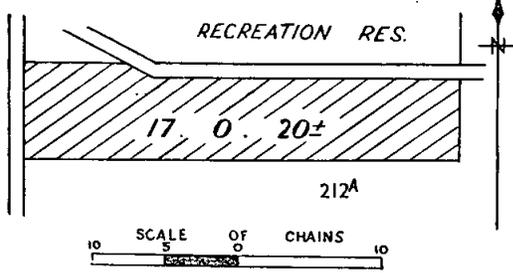 RECREATION RES.
N
17. 0. 20±
212A
SCALE OF CHAINS
10 5 0 10